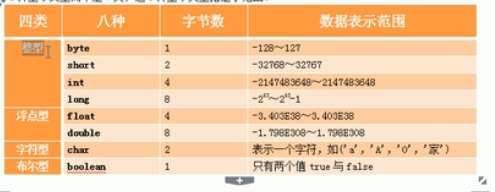 四类 八种 字节数 数据表示范围
整型 byte 1 -128～127
short 2 -32768～32767
int 4 -2147483648～2147483648
long 8 -2⁶³～2⁶³-1
浮点型 float 4 -3.403E38～3.403E38
double 8 -1.798E308～1.798E308
字符型 char 2 表示一个字符，如('a'，'A'，'0'，'家')
布尔型 boolean 1 只有两个值 true 与 false